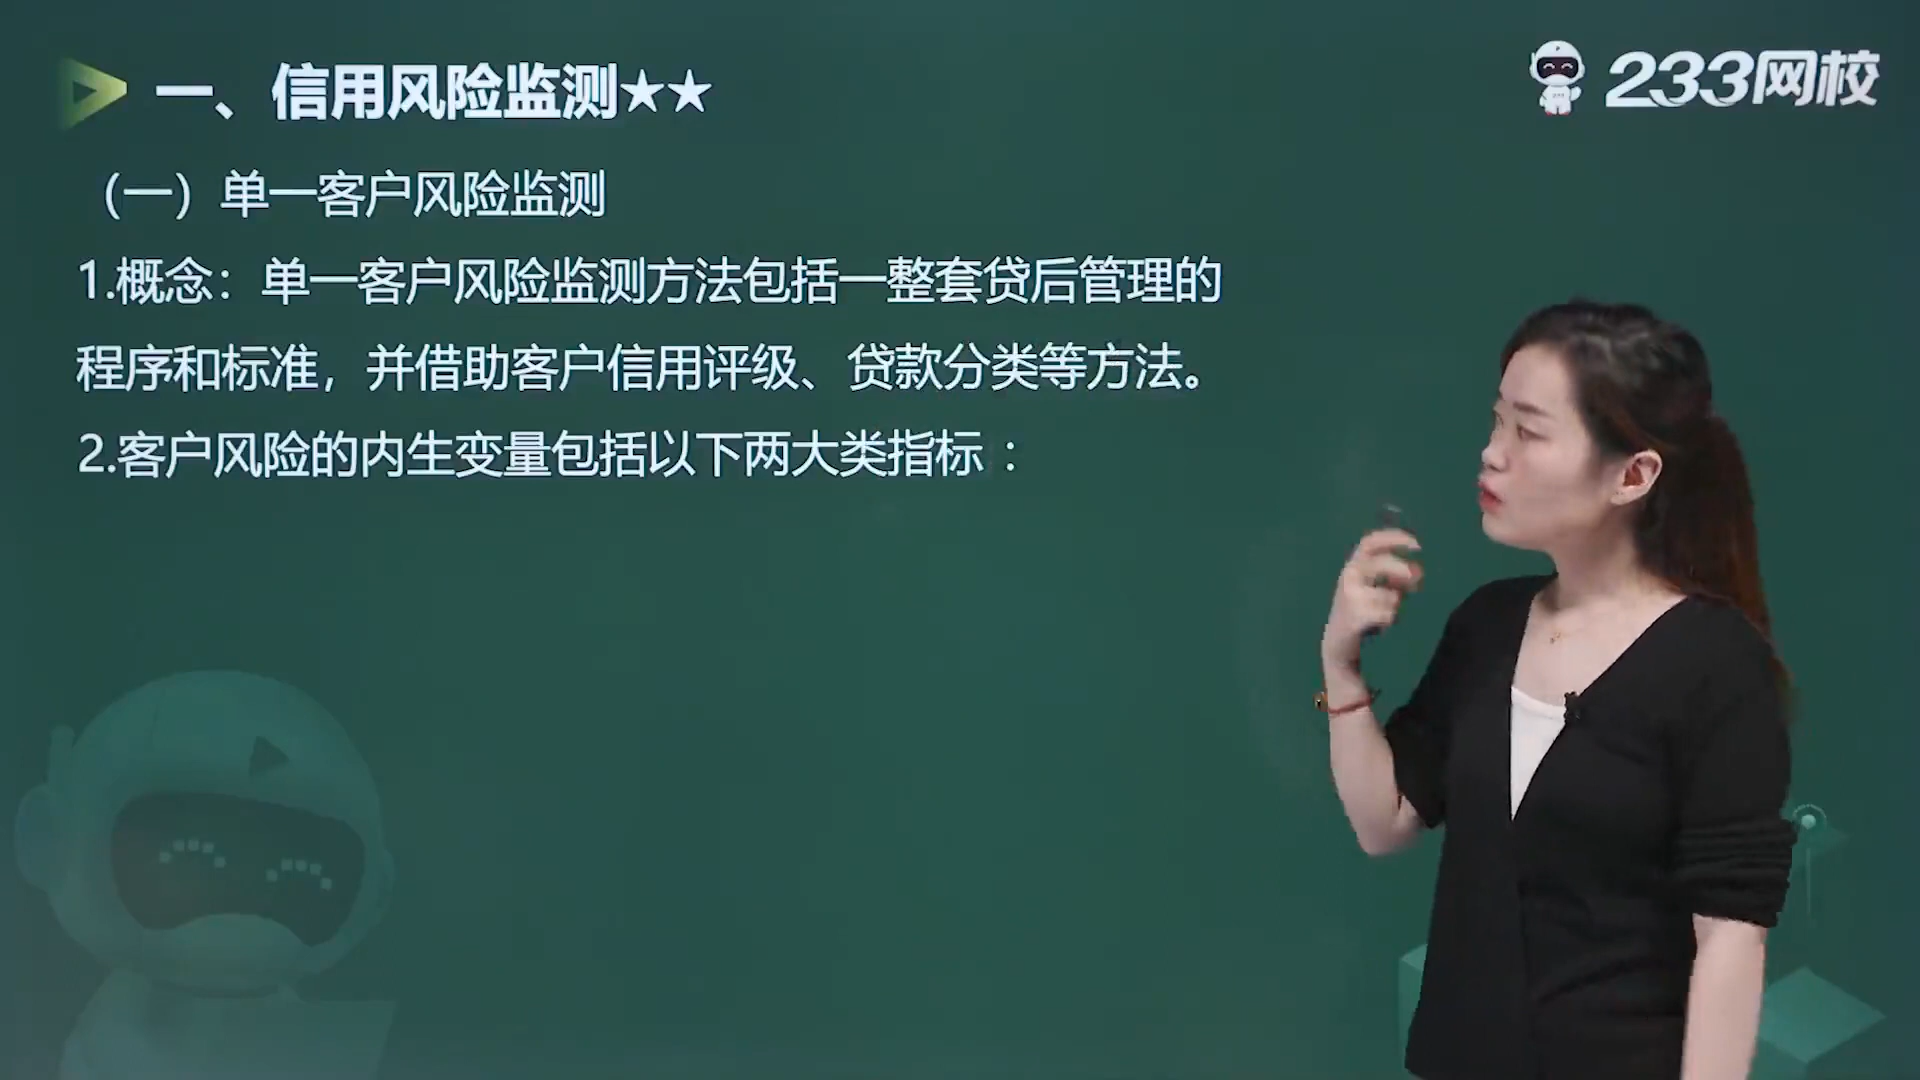 一、信用风险监测★★
233网校
（一）单一客户风险监测
1.概念：单一客户风险监测方法包括一整套贷后管理的
程序和标准，并借助客户信用评级、贷款分类等方法。
2.客户风险的内生变量包括以下两大类指标 ：